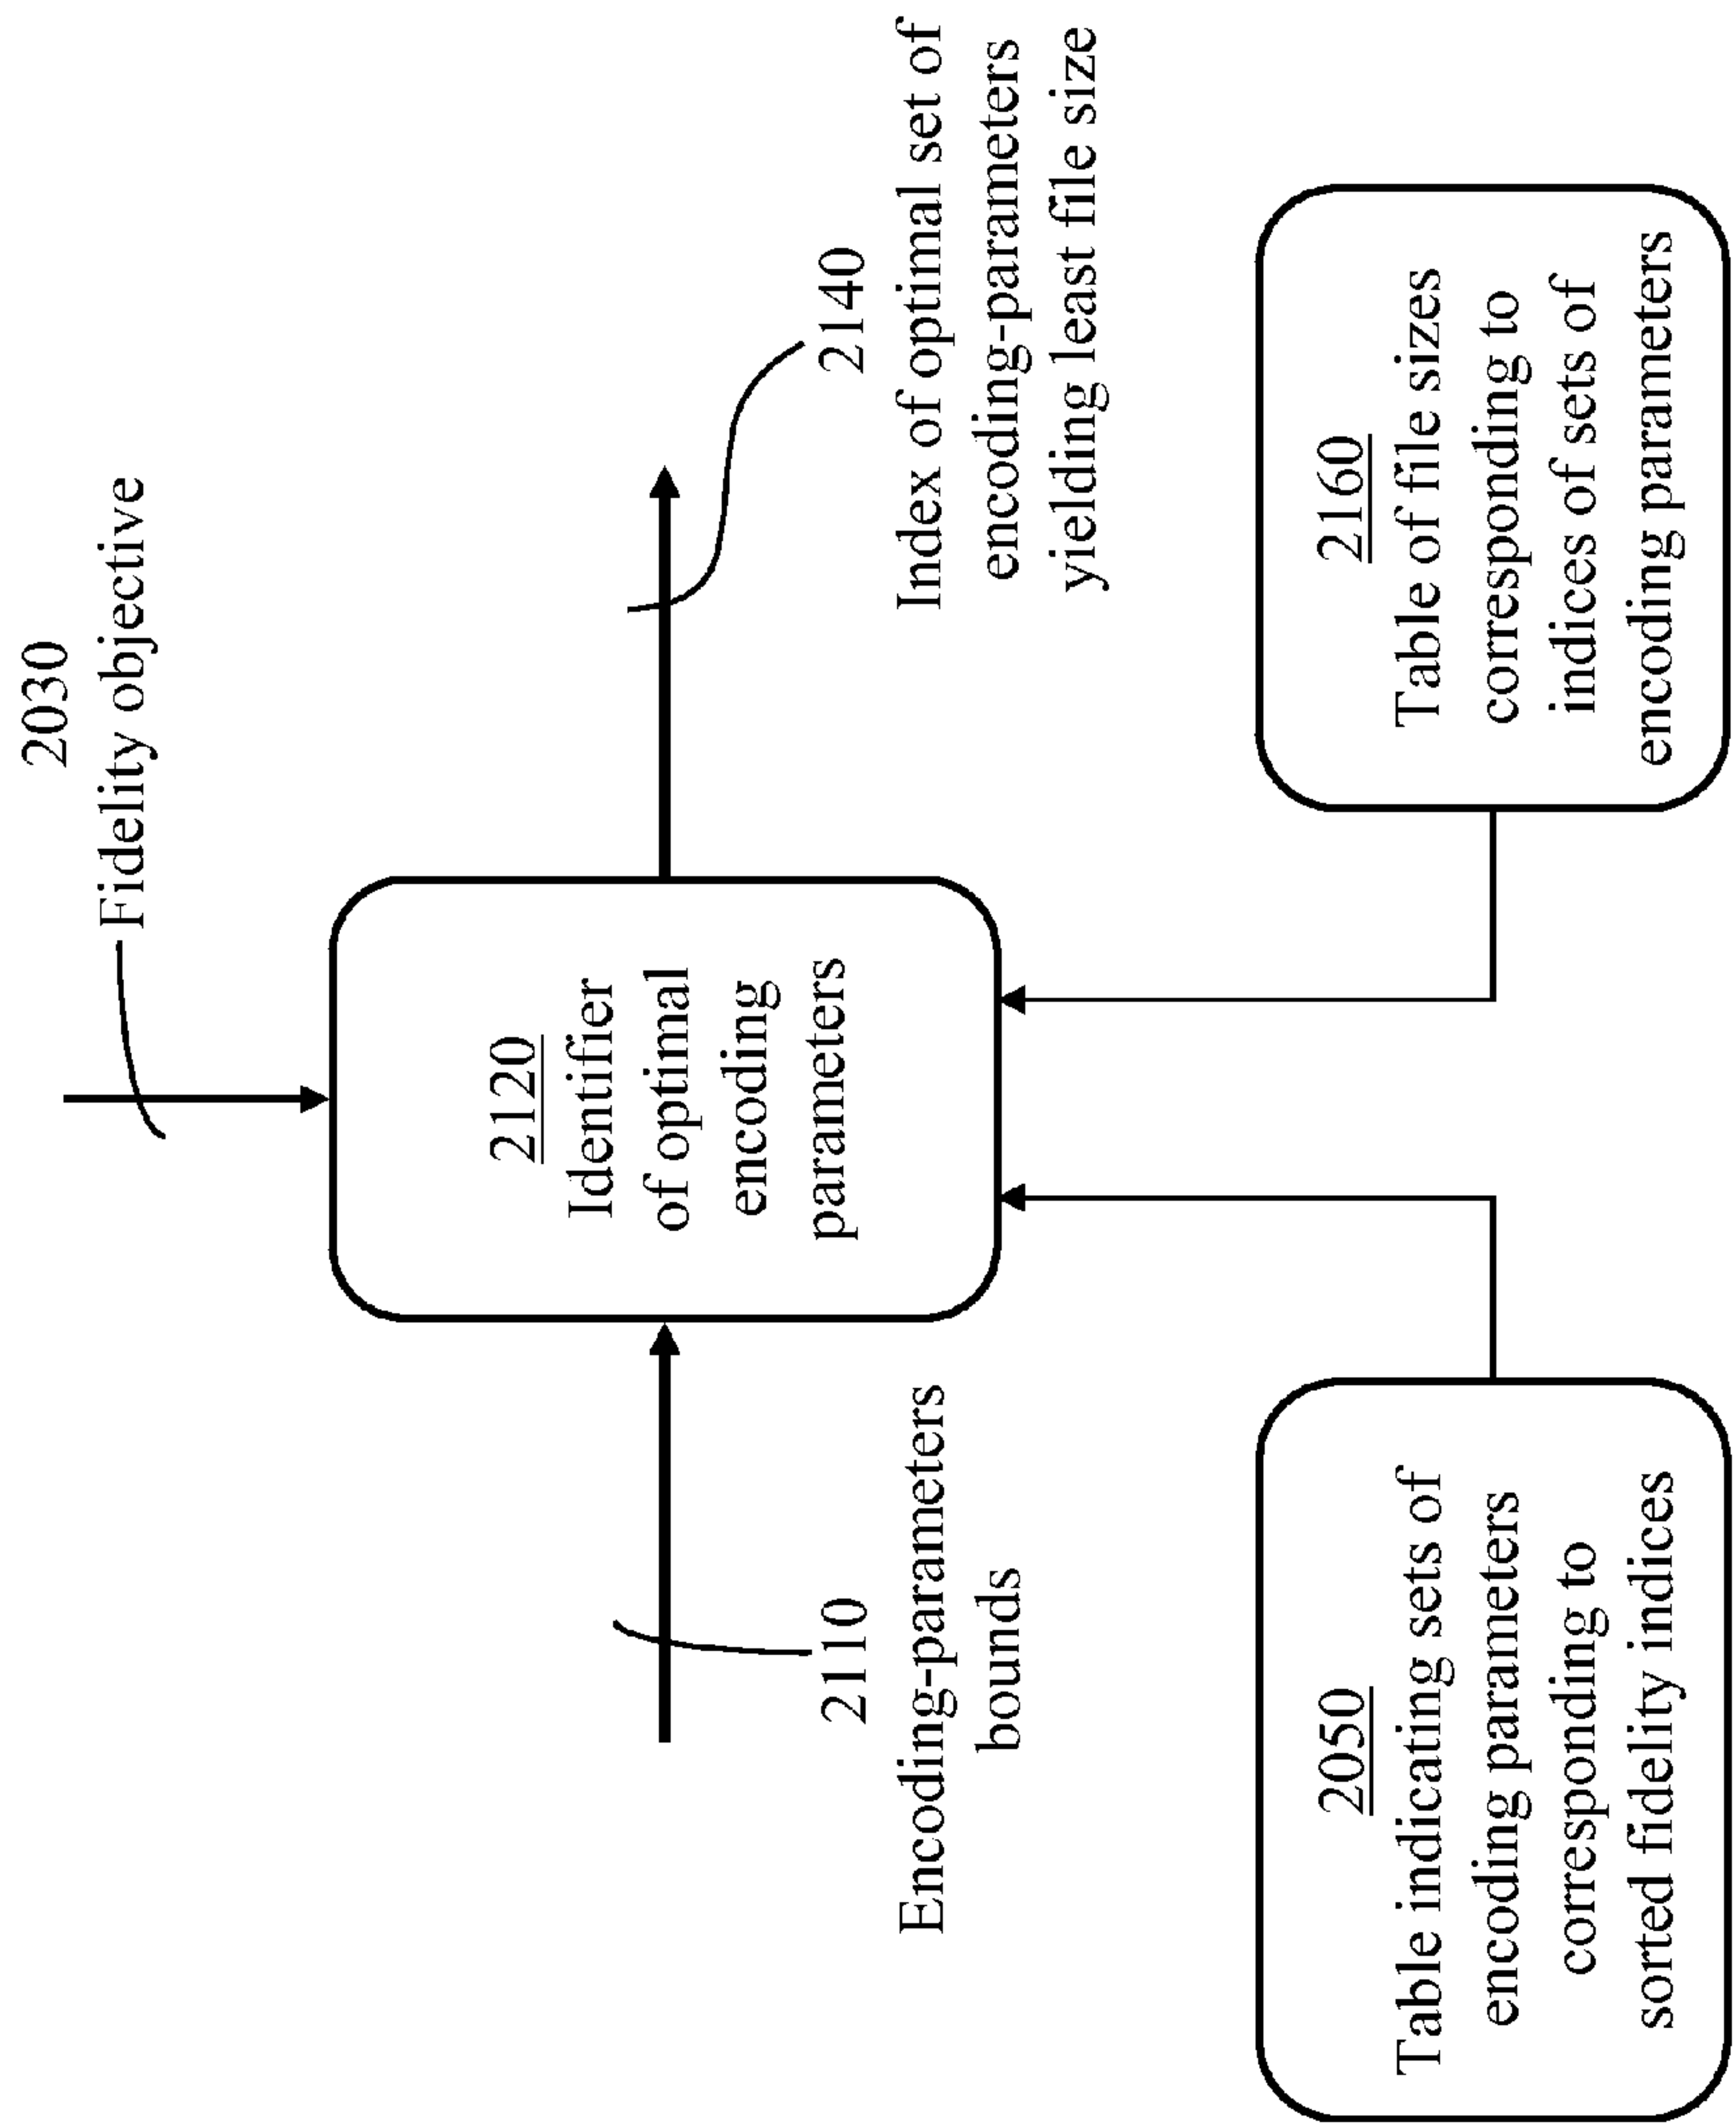 2030
Fidelity objective
2120
Identifier
of optimal
encoding
parameters
2110
Encoding-parameters
bounds
2140
Index of optimal set of
encoding-parameters
yielding least file size
2050
Table indicating sets of
encoding parameters
corresponding to
sorted fidelity indices
2160
Table of file sizes
corresponding to
indices of sets of
encoding parameters